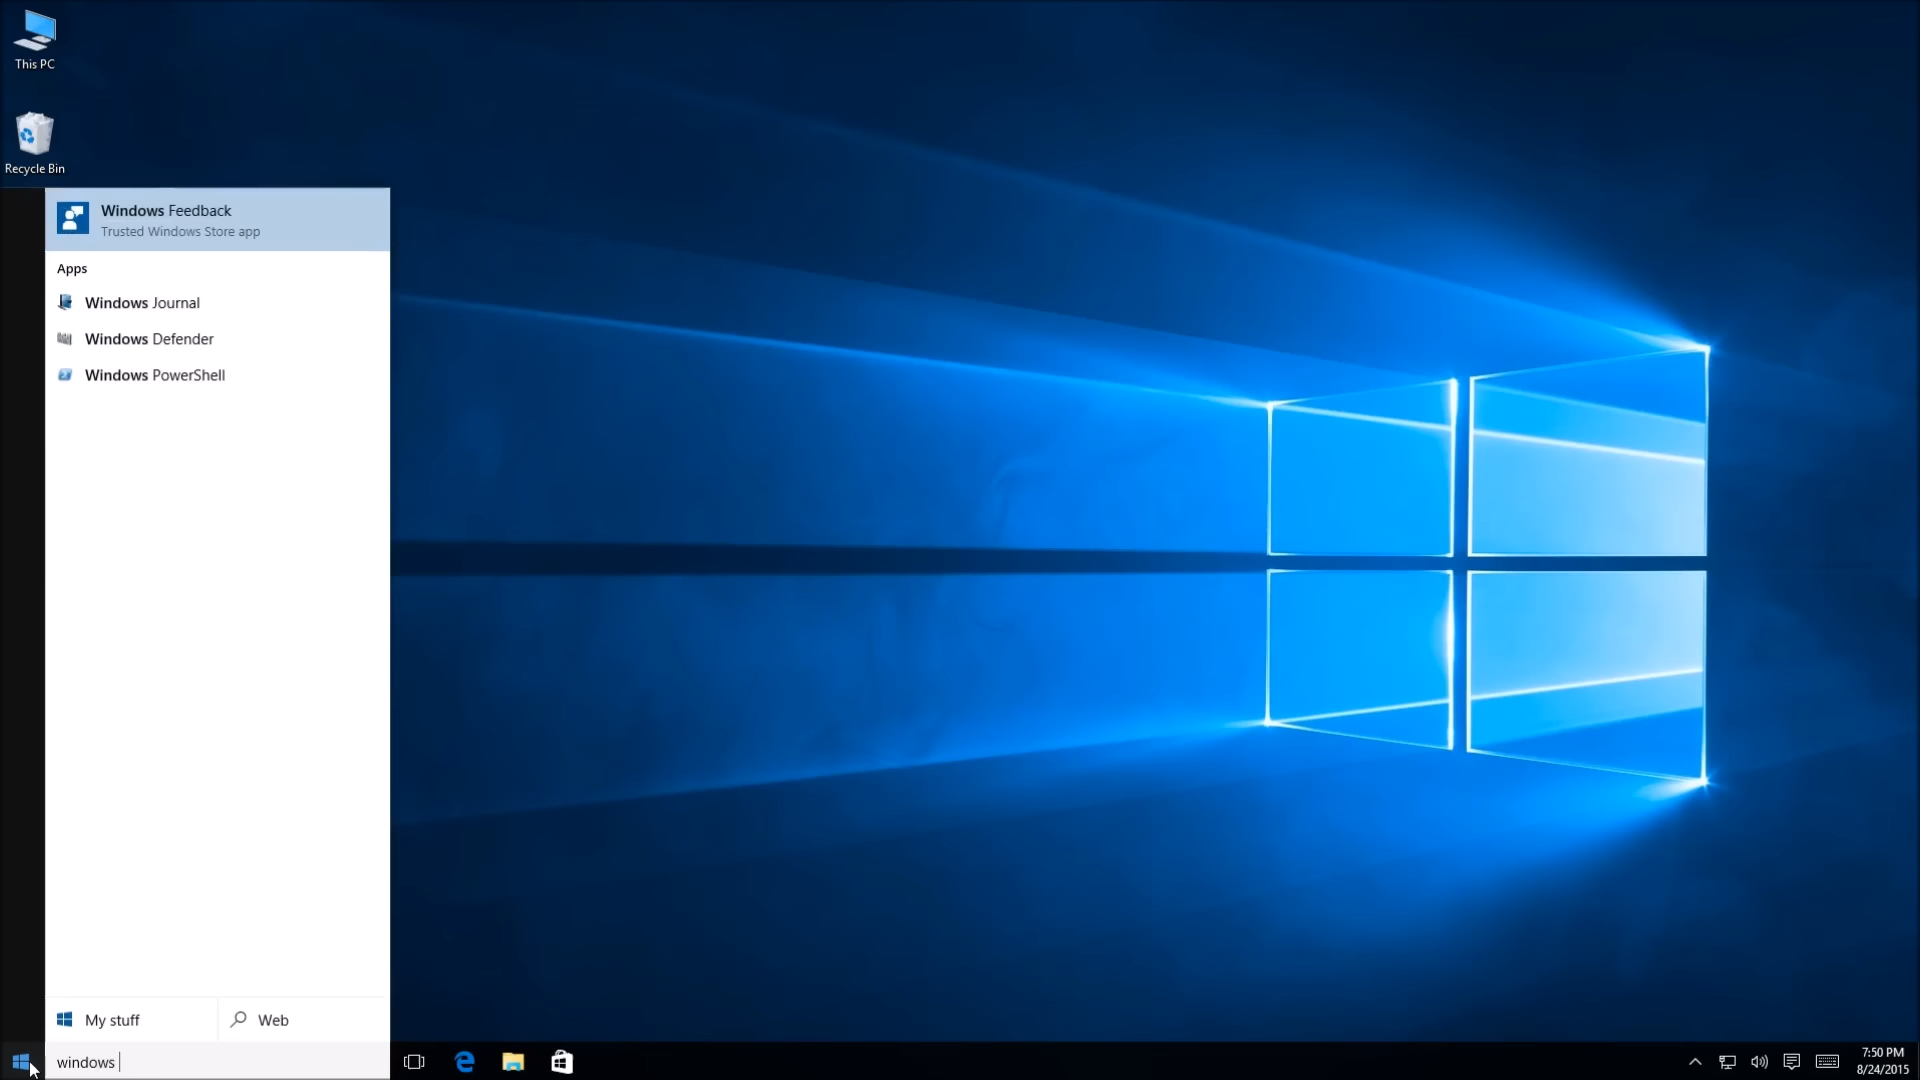 This PC
Recycle Bin
Windows Feedback
Trusted Windows Store app
Apps
Windows Journal
Windows Defender
Windows PowerShell
My stuff
Web
windows
7:50 PM
8/24/2015